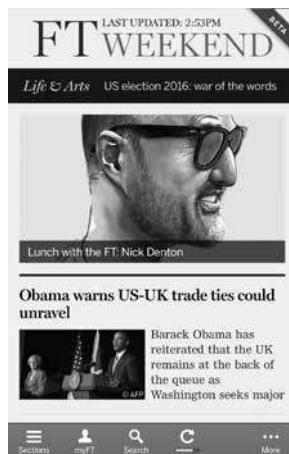 LAST UPDATED: 2:53PM
FT WEEKEND
BETA
Life & Arts US election 2016: war of the words
Lunch with the FT: Nick Denton
Obama warns US-UK trade ties could
unravel
© AFP
Barack Obama has
reiterated that the UK
remains at the back of
the queue as
Washington seeks major
Sections myFT Search More